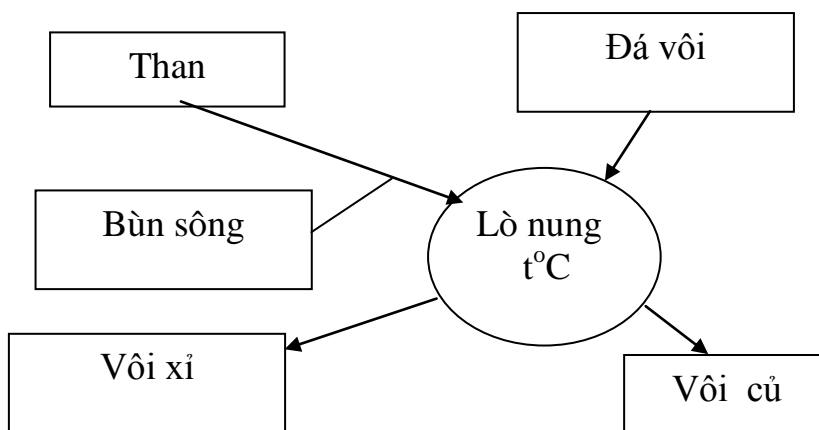 Than
Đá vôi
Bùn sông
Lò nung
t°C
Vôi xỉ
Vôi củ